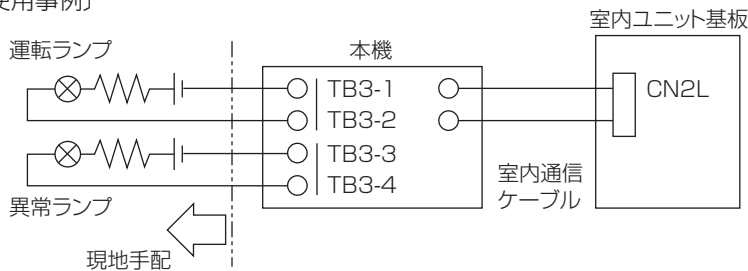 使用事例〕
室内ユニット基板
運転ランプ
本機
TB3-1
CN2L
TB3-2
TB3-3
室内通信
ケーブル
TB3-4
異常ランプ
現地手配